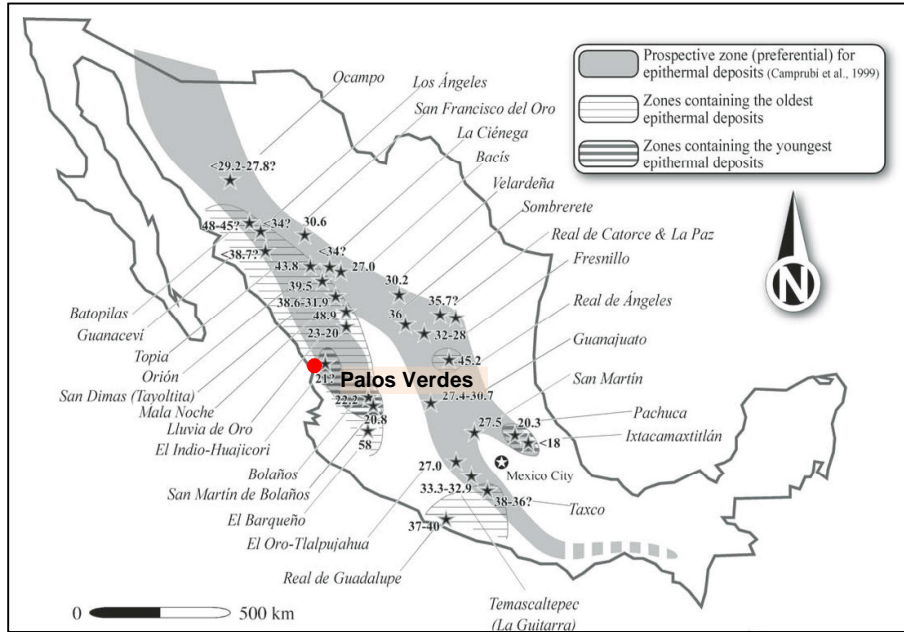 Ocampo
Los Ángeles
San Francisco del Oro
La Ciénega
Bacís
Velardeña
Sombrerete
Real de Catorce & La Paz
Fresnillo
Real de Ángeles
Guanajuato
San Martín
Pachuca
Ixtacamaxtitlán
Prospective zone (preferential) for
epithermal deposits (Camprubí et al., 1999)
Zones containing the oldest
epithermal deposits
Zones containing the youngest
epithermal deposits
N
<29.2-27.8?
48-45?
<34?
30.6
<38.7?
43.8
<34?
27.0
39.5
38.6-31.9
48.9
23-20
30.2
35.7?
36
32-28
45.2
21?
Palos Verdes
22.2
20.8
58
27.4-30.7
27.5
20.3
<18
Mexico City
27.0
33.3-32.9
38-36?
37-40
Batopilas
Guanaceví
Topia
Orión
San Dimas (Tayoltita)
Mala Noche
Lluvia de Oro
El Indio-Huajicori
Bolaños
San Martín de Bolaños
El Barqueño
El Oro-Tlalpujahua
Real de Guadalupe
Taxco
Temascaltepec
(La Guitarra)
0 500 km